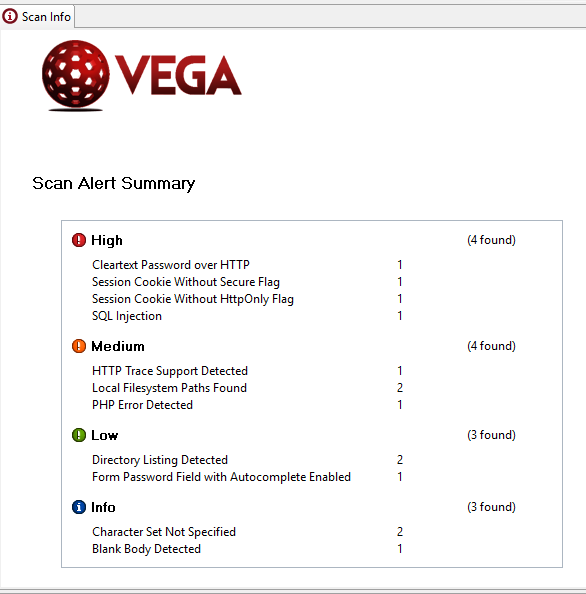 Scan Info
VEGA
Scan Alert Summary
High (4 found)
Cleartext Password over HTTP 1
Session Cookie Without Secure Flag 1
Session Cookie Without HttpOnly Flag 1
SQL Injection 1
Medium (4 found)
HTTP Trace Support Detected 1
Local Filesystem Paths Found 2
PHP Error Detected 1
Low (3 found)
Directory Listing Detected 2
Form Password Field with Autocomplete Enabled 1
Info (3 found)
Character Set Not Specified 2
Blank Body Detected 1